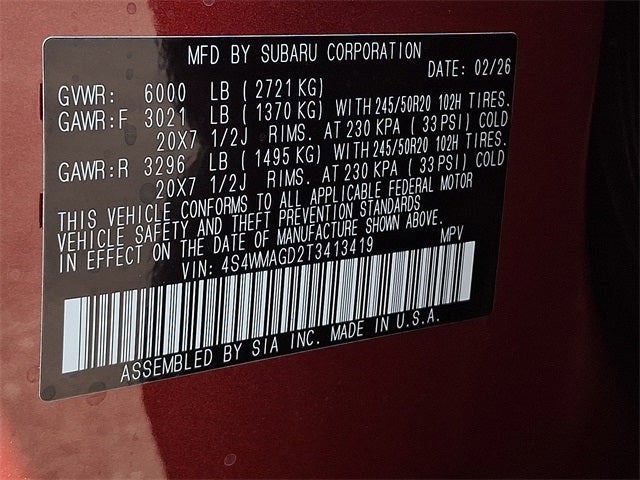 MFD BY SUBARU CORPORATION
DATE: 02/26
GVWR: 6000 LB (2721 KG)
GAWR:F 3021 LB (1370 KG) WITH 245/50R20 102H TIRES.
20X7 1/2J RIMS. AT 230 KPA (33 PSI) COLD
GAWR:R 3296 LB (1495 KG) WITH 245/50R20 102H TIRES.
20X7 1/2J RIMS. AT 230 KPA (33 PSI) COLD
THIS VEHICLE CONFORMS TO ALL APPLICABLE FEDERAL MOTOR
VEHICLE SAFETY AND THEFT PREVENTION STANDARDS
IN EFFECT ON THE DATE OF MANUFACTURE SHOWN ABOVE.
VIN: 4S4WMAGD2T3413419 MPV
ASSEMBLED BY SIA INC. MADE IN U.S.A.